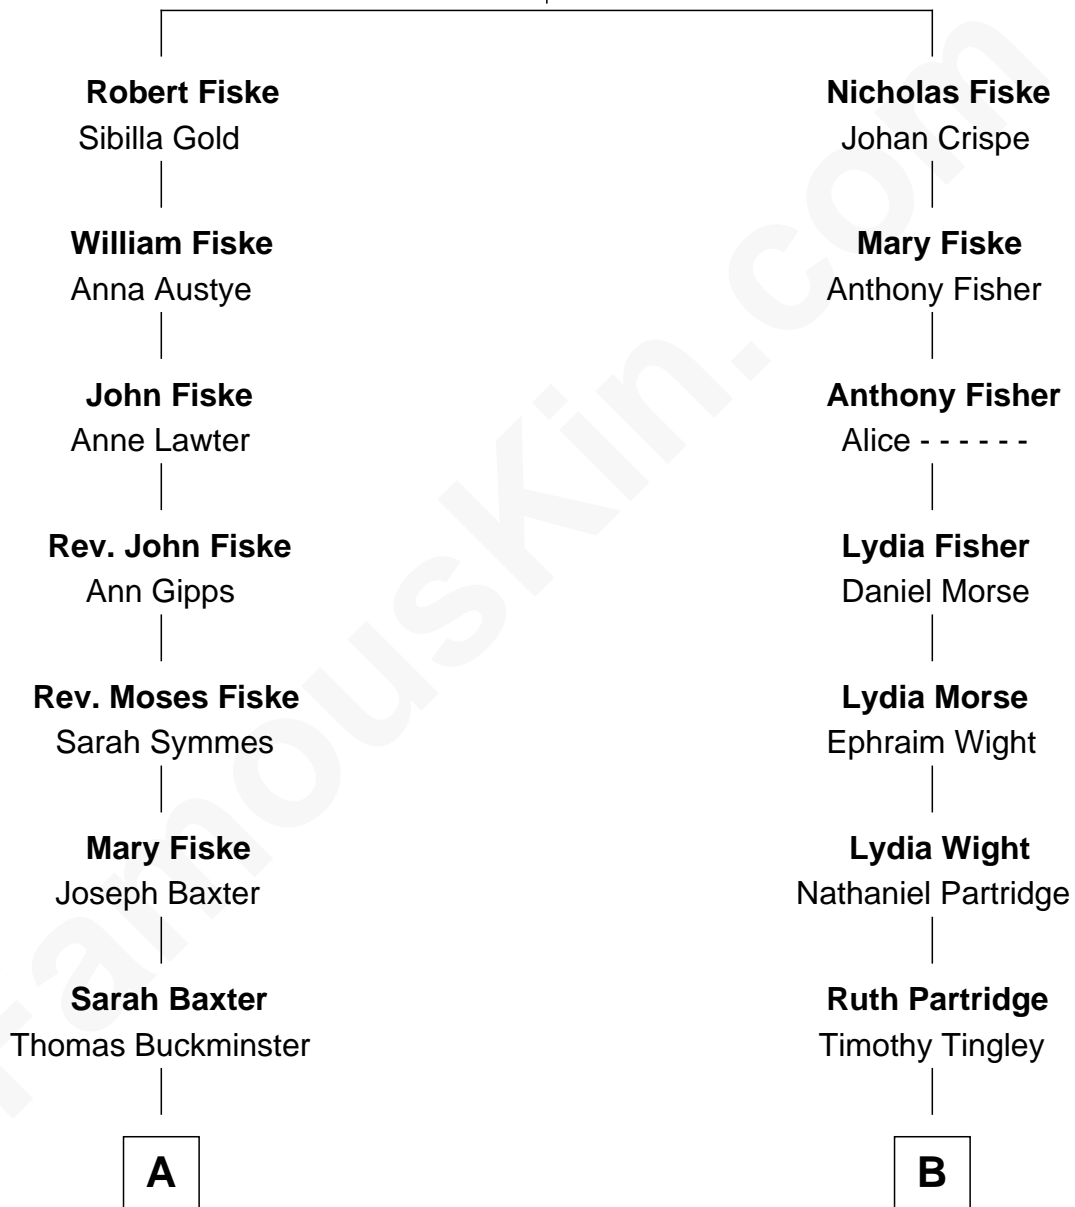 Robert Fiske
Sibilla Gold
William Fiske
Anna Austye
John Fiske
Anne Lawter
Rev. John Fiske
Ann Gipps
Rev. Moses Fiske
Sarah Symmes
Mary Fiske
Joseph Baxter
Sarah Baxter
Thomas Buckminster
A
Nicholas Fiske
Johan Crispe
Mary Fiske
Anthony Fisher
Anthony Fisher
Alice - - - - - -
Lydia Fisher
Daniel Morse
Lydia Morse
Ephraim Wight
Lydia Wight
Nathaniel Partridge
Ruth Partridge
Timothy Tingley
B
FamousKin.com